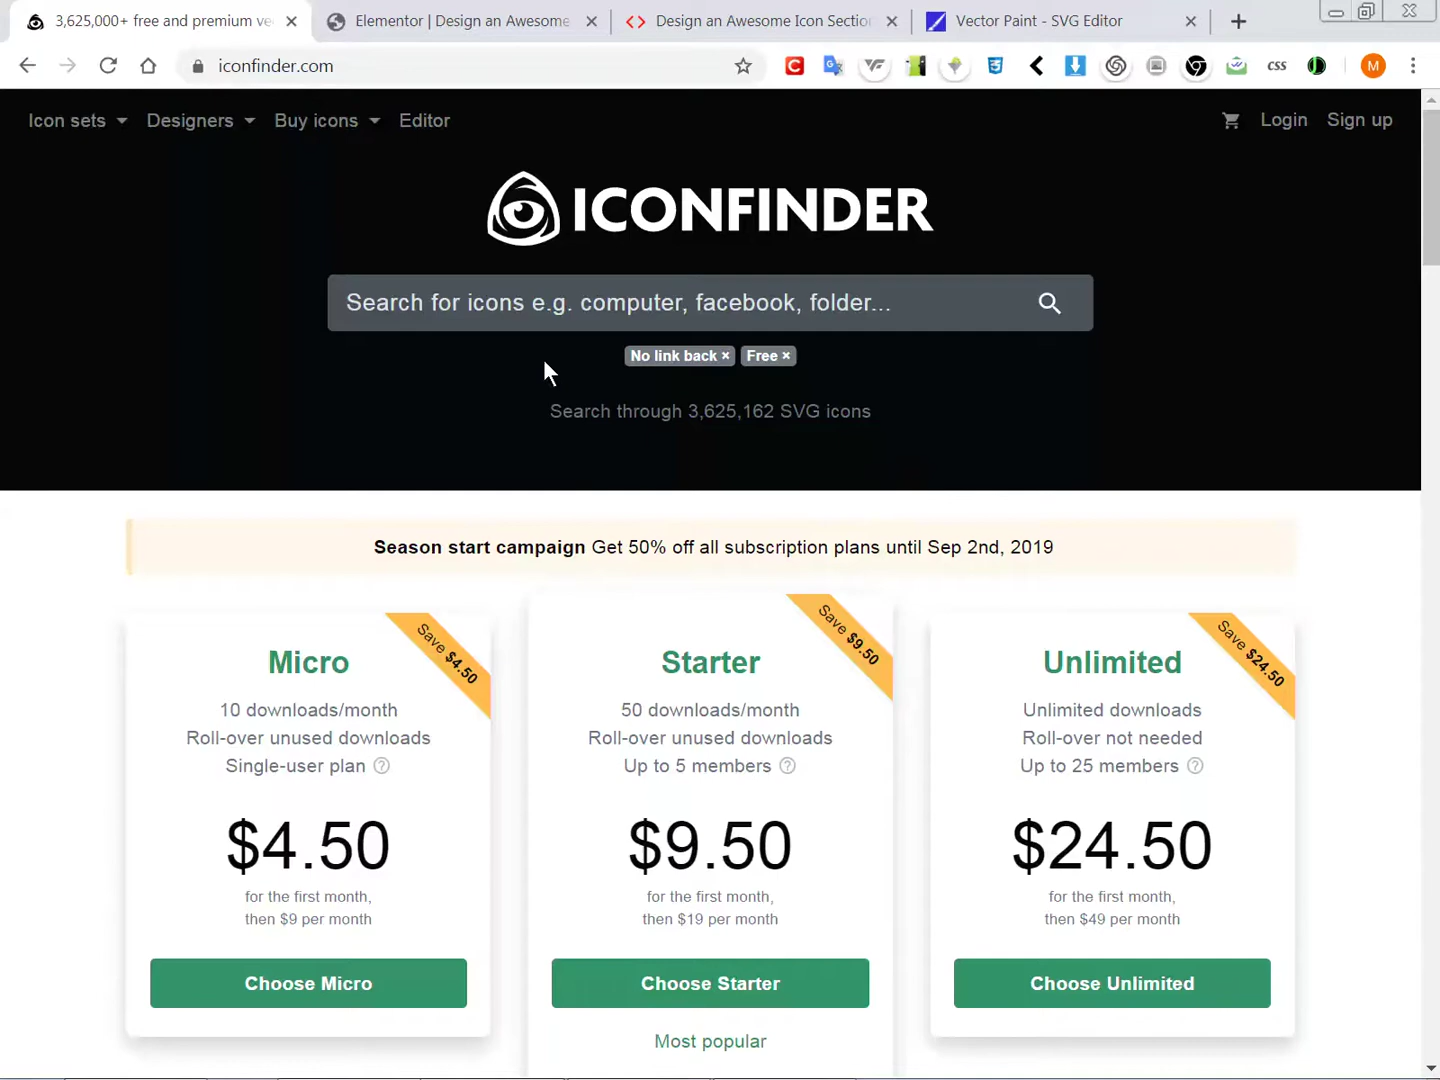 3,625,000+ free and premium ve
Elementor | Design an Awesome
Design an Awesome Icon Sectio
Vector Paint - SVG Editor
iconfinder.com
CSS
M
Icon sets
Designers
Buy icons
Editor
Login
Sign up
ICONFINDER
Search for icons e.g. computer, facebook, folder...
No link back ×
Free ×
Search through 3,625,162 SVG icons
Season start campaign Get 50% off all subscription plans until Sep 2nd, 2019
Save $4.50
Micro
10 downloads/month
Roll-over unused downloads
Single-user plan ?
$4.50
for the first month,
then $9 per month
Choose Micro
Save $9.50
Starter
50 downloads/month
Roll-over unused downloads
Up to 5 members ?
$9.50
for the first month,
then $19 per month
Choose Starter
Most popular
Save $24.50
Unlimited
Unlimited downloads
Roll-over not needed
Up to 25 members ?
$24.50
for the first month,
then $49 per month
Choose Unlimited